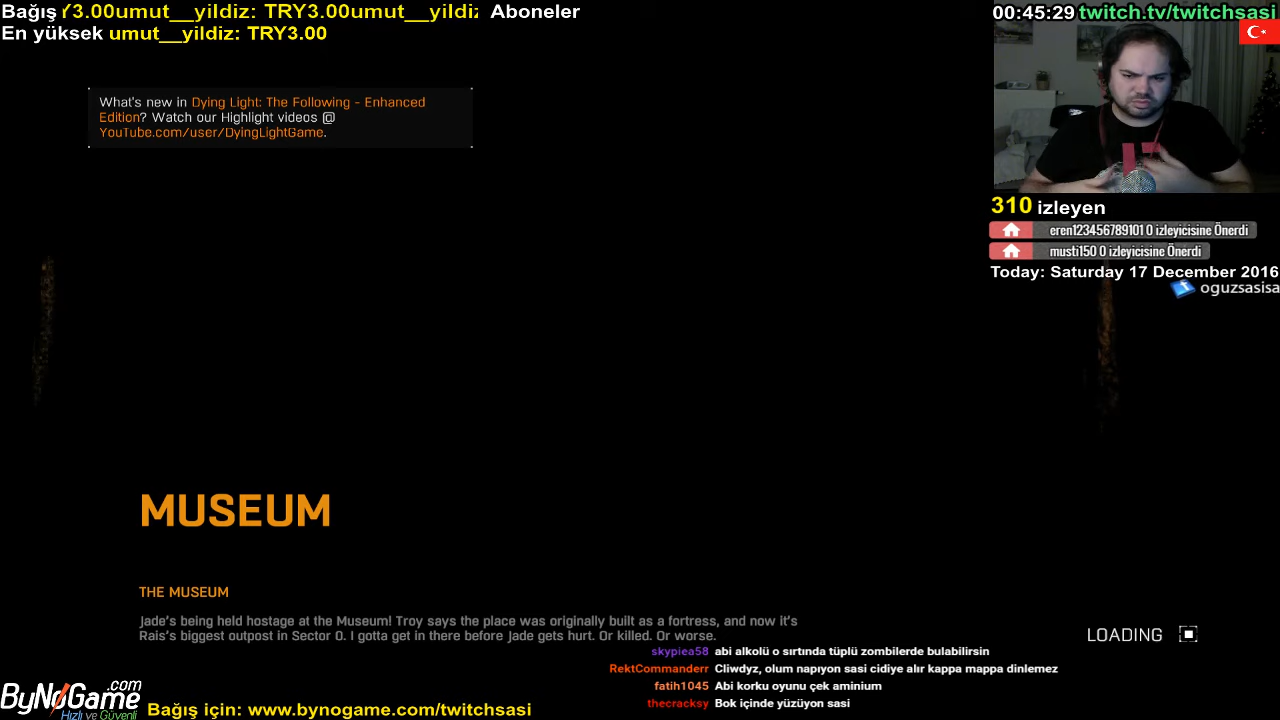 Bağış Y3.00umut__yildiz: TRY3.00umut__yildiz Aboneler
En yüksek umut__yildiz: TRY3.00
00:45:29 twitch.tv/twitchsasi
What's new in Dying Light: The Following - Enhanced
Edition? Watch our Highlight videos @
YouTube.com/user/DyingLightGame.
310 izleyen
eren123456789101 0 izleyicisine Önerdi
musti150 0 izleyicisine Önerdi
Today: Saturday 17 December 2016
oguzsasisa
MUSEUM
THE MUSEUM
Jade's being held hostage at the Museum! Troy says the place was originally built as a fortress, and now it's
Rais's biggest outpost in Sector 0. I gotta get in there before Jade gets hurt. Or killed. Or worse.
LOADING
skypiea58 abi alkolü o sırtında tüplü zombilerde bulabilirsin
RektCommanderr Cliwdyz, olum napıyon sasi cidiye alır kappa mappa dinlemez
fatih1045 Abi korku oyunu çek aminium
thecracksy Bok içinde yüzüyon sasi
ByNoGame.com
Hızlı ve Güvenli
Bağış için: www.bynogame.com/twitchsasi